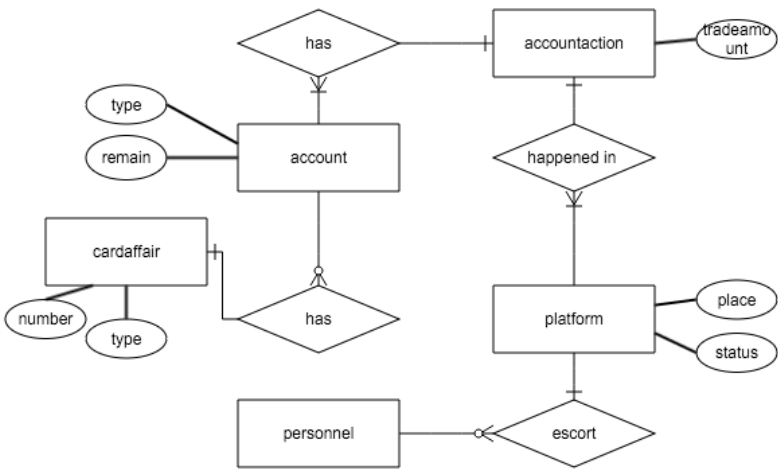 has
accountaction
tradeamo
unt
type
remain
account
happened in
cardaffair
number
type
has
platform
place
status
personnel
escort